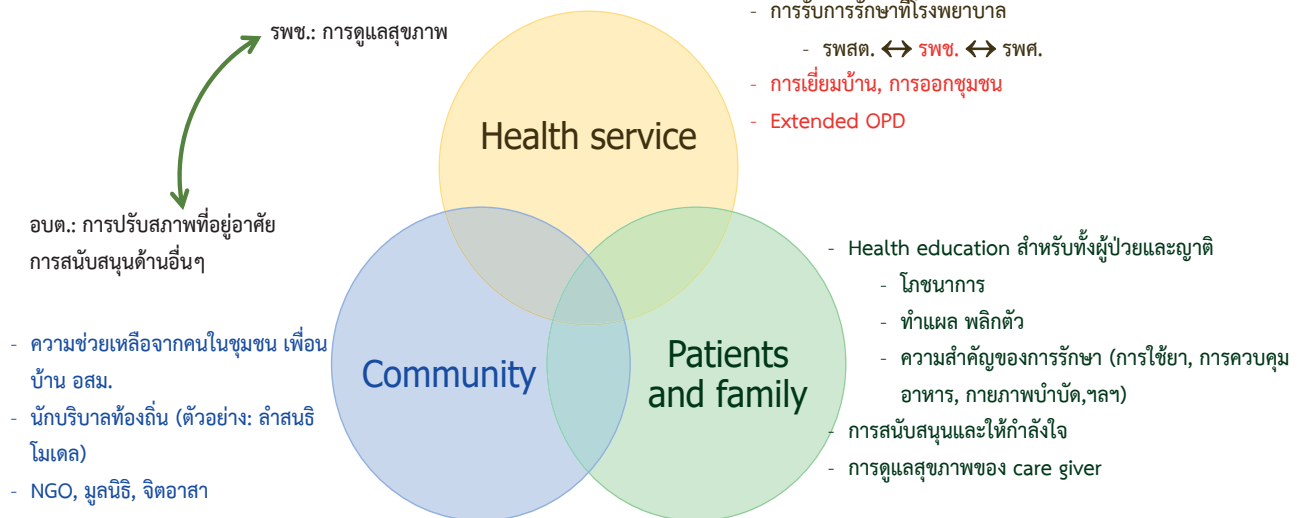 - การรับการรักษาที่โรงพยาบาล
- รพสต. ↔ รพช. ↔ รพศ.
- การเยี่ยมบ้าน, การออกชุมชน
- Extended OPD
รพช.: การดูแลสุขภาพ
อบต.: การปรับสภาพที่อยู่อาศัย
การสนับสนุนด้านอื่นๆ
Health service
Community
Patients
and family
- ความช่วยเหลือจากคนในชุมชน เพื่อน
บ้าน อสม.
- นักบริบาลท้องถิ่น (ตัวอย่าง: ลำสนธิ
โมเดล)
- NGO, มูลนิธิ, จิตอาสา
- Health education สำหรับทั้งผู้ป่วยและญาติ
- โภชนาการ
- ทำแผล พลิกตัว
- ความสำคัญของการรักษา (การใช้ยา, การควบคุม
อาหาร, กายภาพบำบัด,ฯลฯ)
- การสนับสนุนและให้กำลังใจ
- การดูแลสุขภาพของ care giver